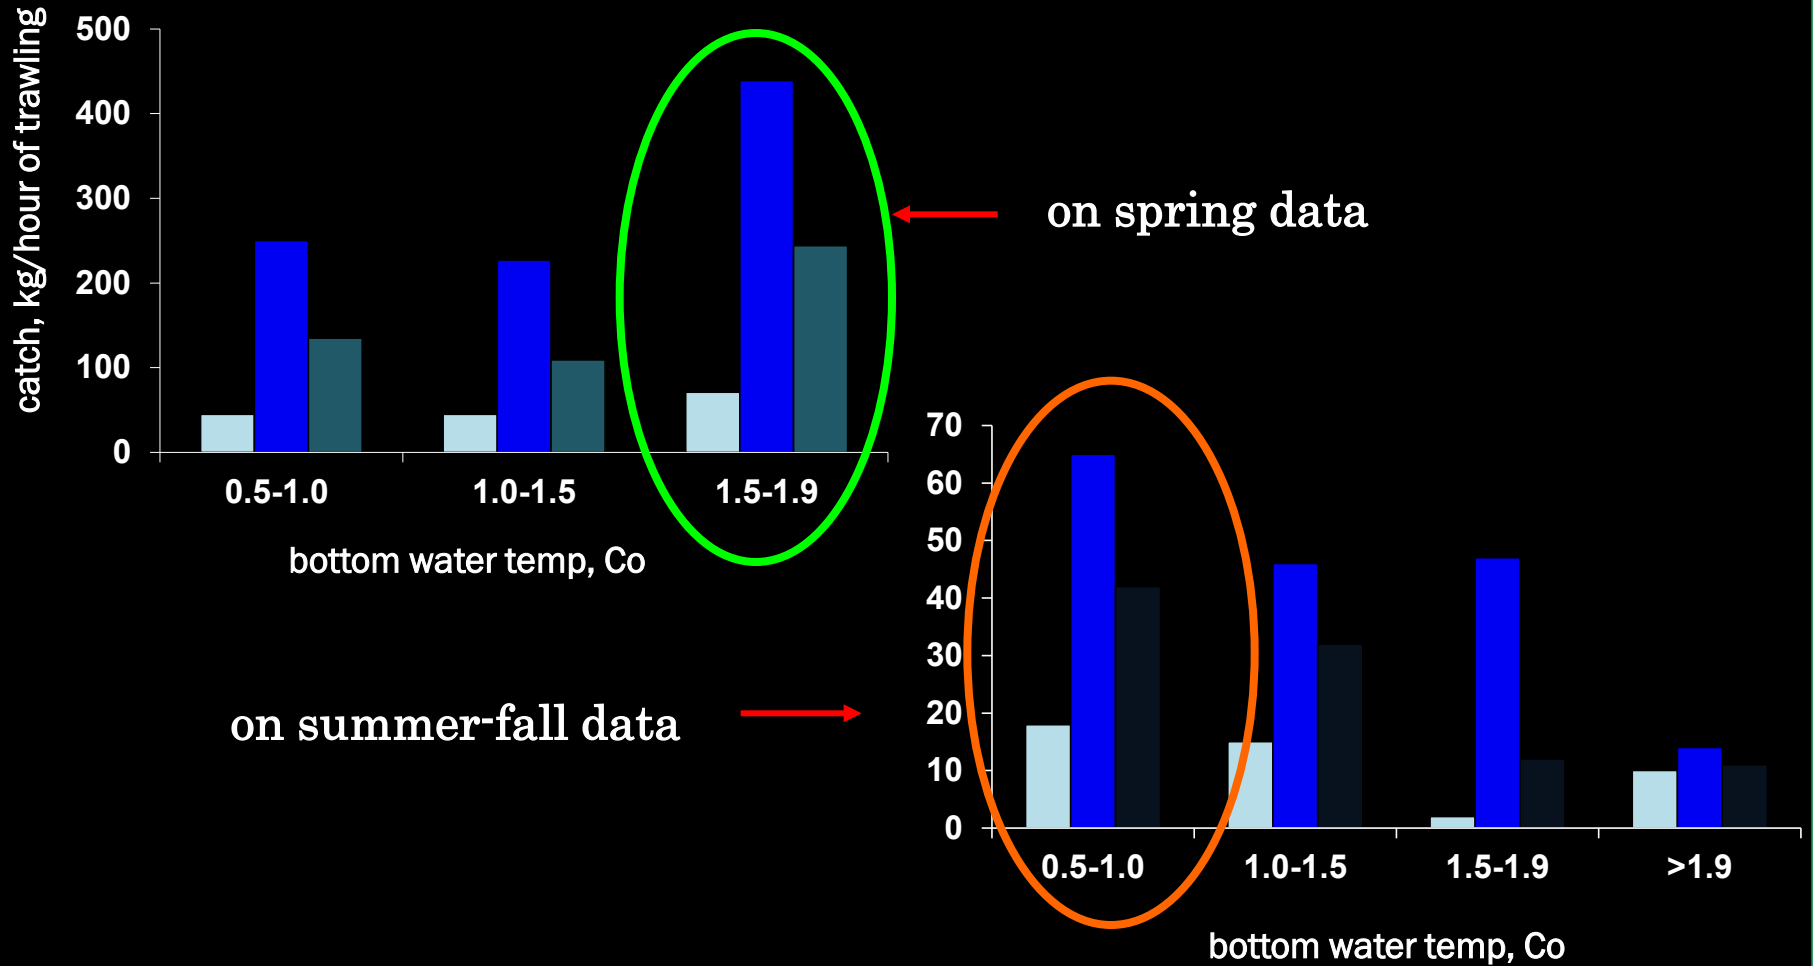 catch, kg/hour of trawling
500
400
300
200
100
0
0.5-1.0 1.0-1.5 1.5-1.9
bottom water temp, Co
on spring data
on summer-fall data
70
60
50
40
30
20
10
0
0.5-1.0 1.0-1.5 1.5-1.9 >1.9
bottom water temp, Co